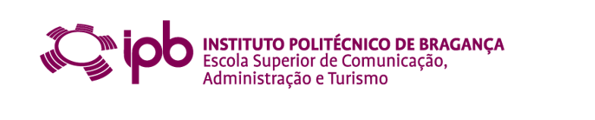 ipb
INSTITUTO POLITÉCNICO DE BRAGANÇA
Escola Superior de Comunicação,
Administração e Turismo